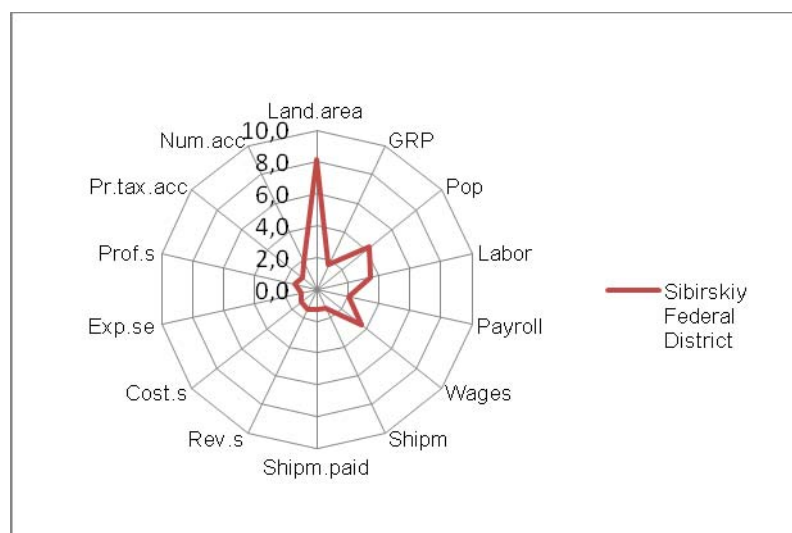 Land.area
10,0
Num.acc
GRP
8,0
Pr.tax.acc
Pop
6,0
4,0
Prof.s
Labor
2,0
0,0
Exp.se
Payroll
Cost.s
Wages
Rev.s
Shipm
Shipm.paid
Sibirskiy
Federal
District